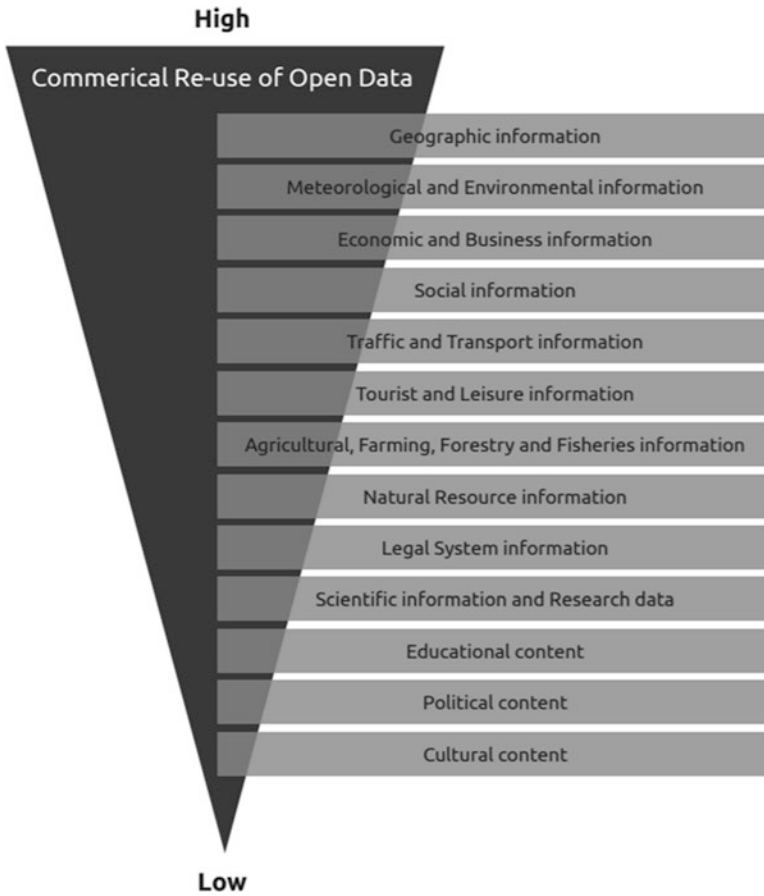 High
Commerical Re-use of Open Data
Geographic information
Meteorological and Environmental information
Economic and Business information
Social information
Traffic and Transport information
Tourist and Leisure information
Agricultural, Farming, Forestry and Fisheries information
Natural Resource information
Legal System information
Scientific information and Research data
Educational content
Political content
Cultural content
Low